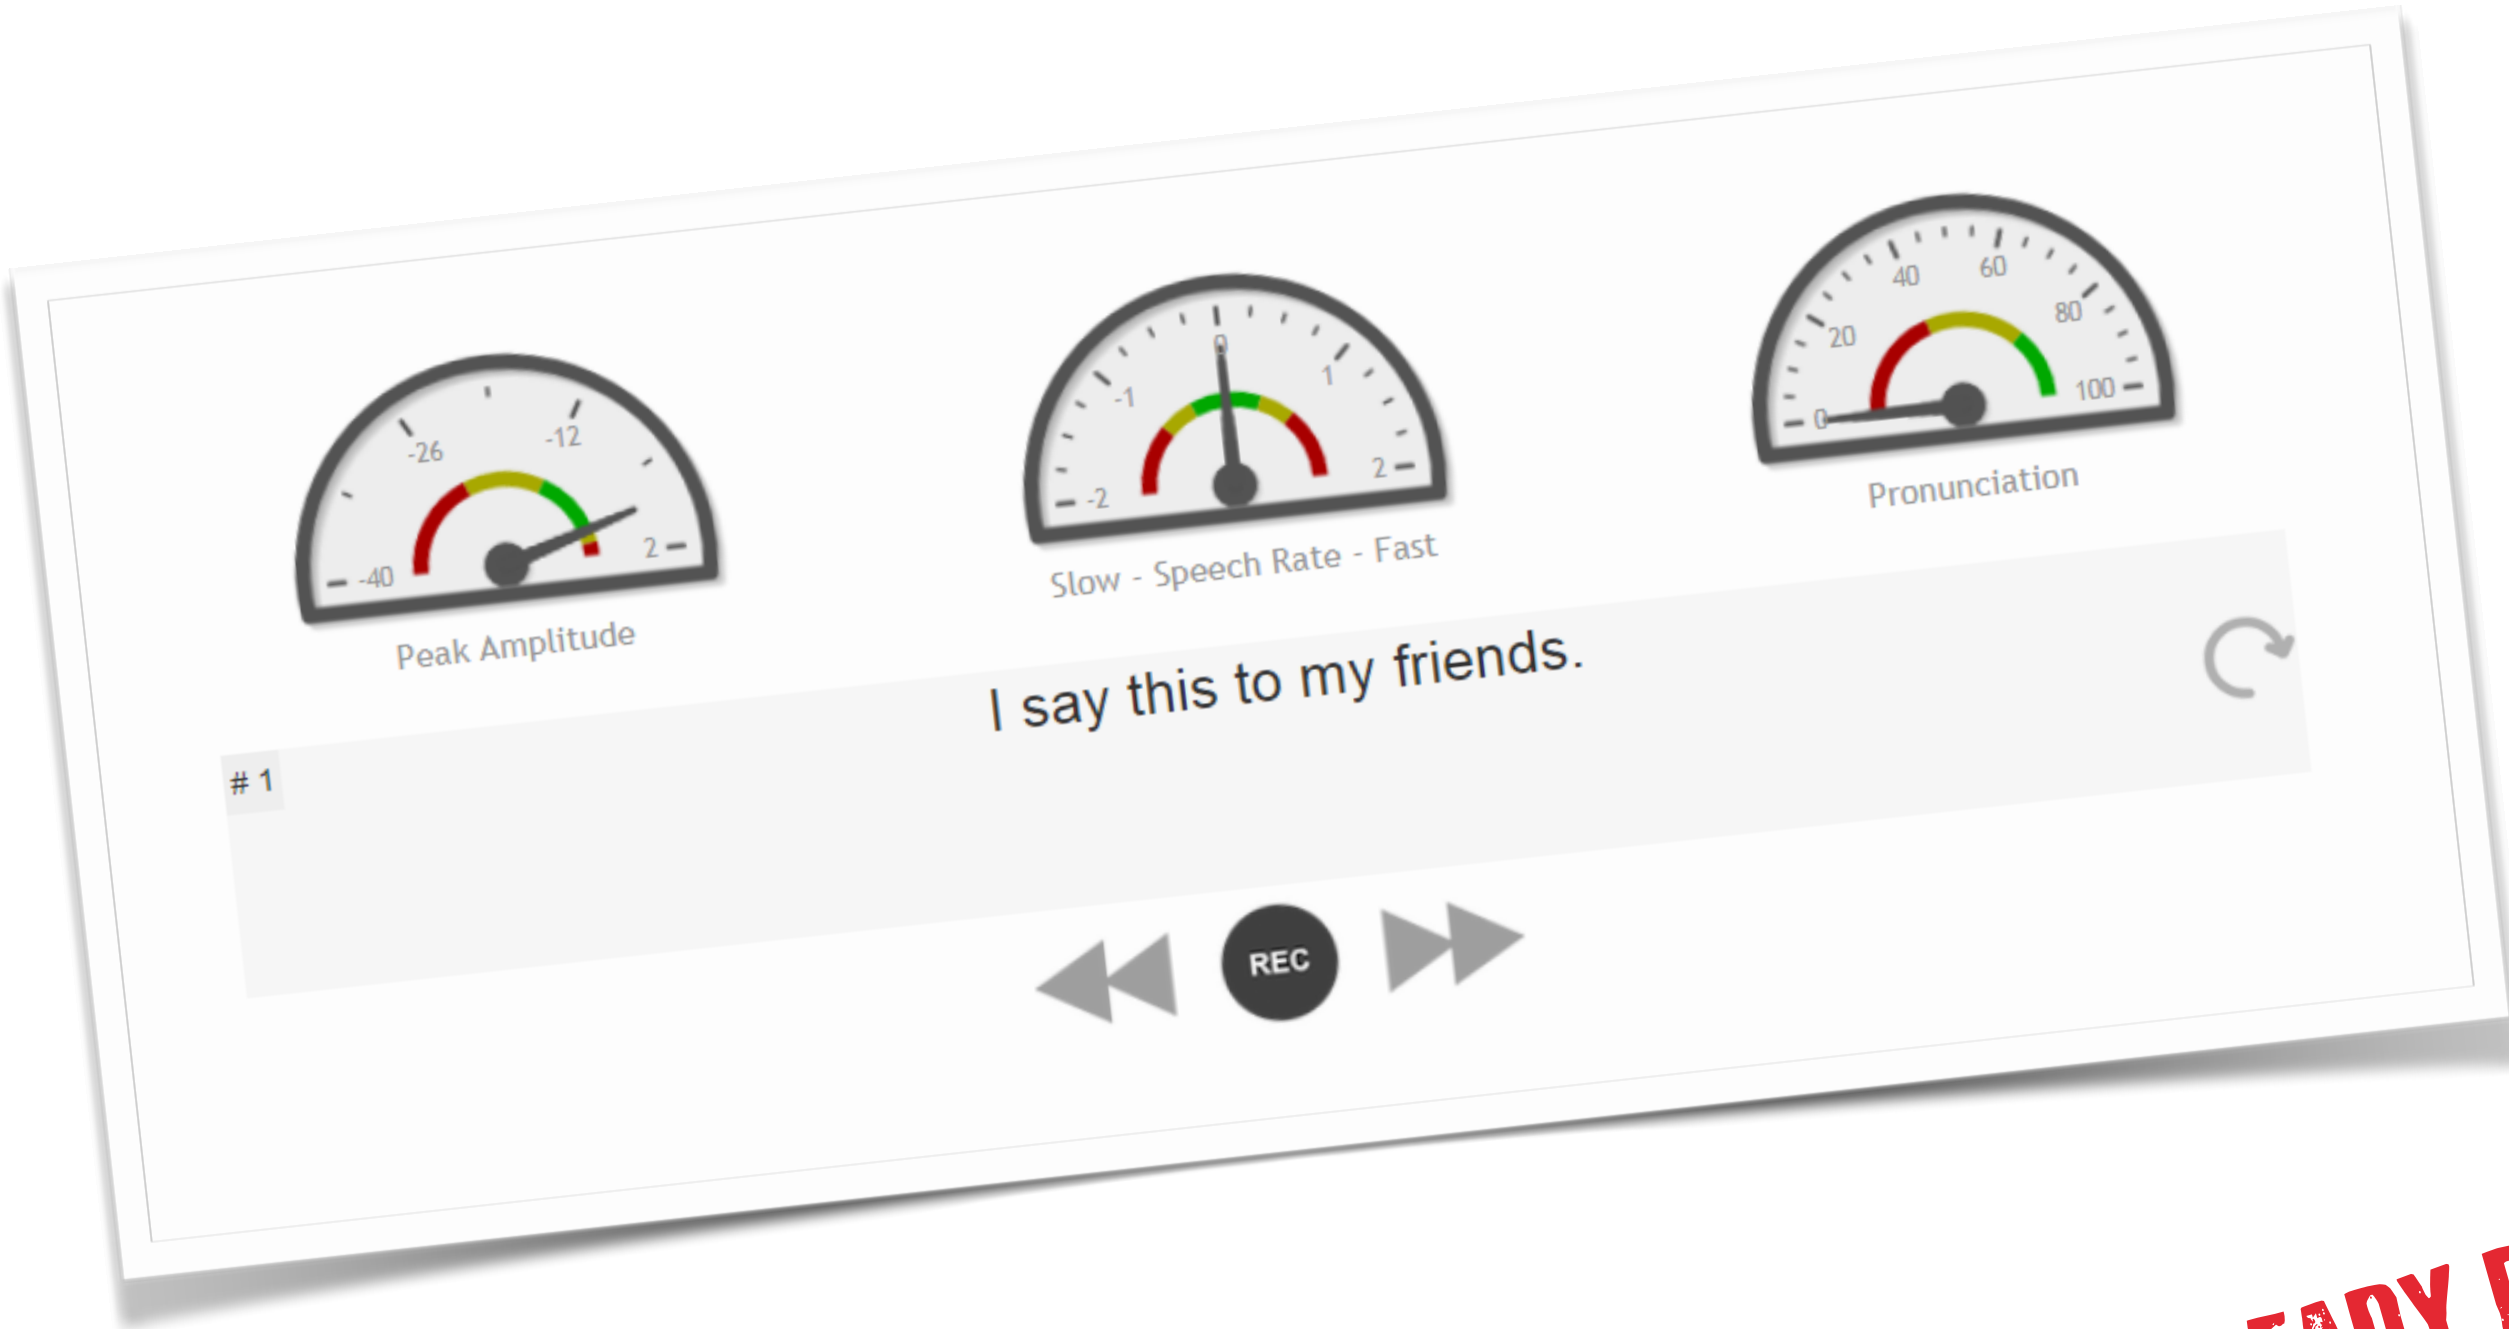 -40 -26 -12 2
Peak Amplitude
-2 -1 0 1 2
Slow - Speech Rate - Fast
0 20 40 60 80 100
Pronunciation
I say this to my friends.
# 1
REC